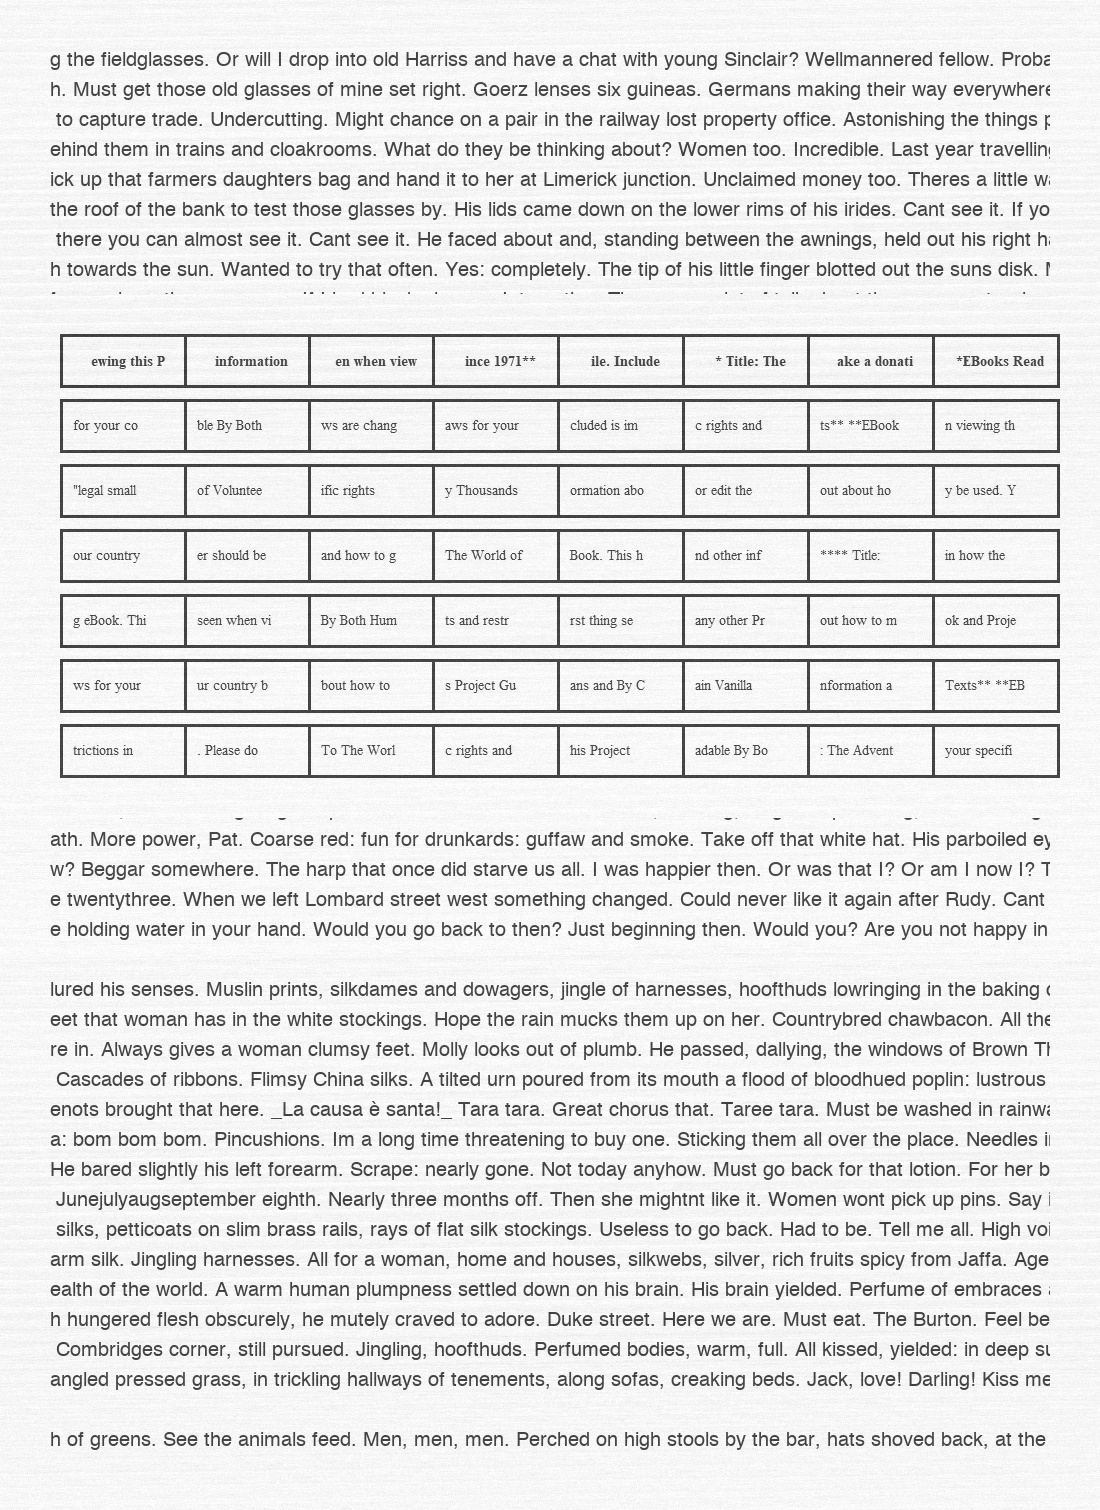 g the fieldglasses. Or will I drop into old Harriss and have a chat with young Sinclair? Wellmannered fellow. Proba
h. Must get those old glasses of mine set right. Goerz lenses six guineas. Germans making their way everywhere
to capture trade. Undercutting. Might chance on a pair in the railway lost property office. Astonishing the things
ehind them in trains and cloakrooms. What do they be thinking about? Women too. Incredible. Last year travelling
ick up that farmers daughters bag and hand it to her at Limerick junction. Unclaimed money too. Theres a little wa
the roof of the bank to test those glasses by. His lids came down on the lower rims of his irides. Cant see it. If yo
there you can almost see it. Cant see it. He faced about and, standing between the awnings, held out his right ha
h towards the sun. Wanted to try that often. Yes: completely. The tip of his little finger blotted out the suns disk.
ewing this P information en when view ince 1971** ile. Include * Title: The ake a donati *EBooks Read
for your co ble By Both ws are chang aws for your cluded is im c rights and ts** **EBook n viewing th
"legal small of Voluntee ific rights y Thousands ormation abo or edit the out about ho y be used. Y
our country er should be and how to g The World of Book. This h nd other inf **** Title: in how the
g eBook. Thi seen when vi By Both Hum ts and restr rst thing se any other Pr out how to m ok and Proje
ws for your ur country b bout how to s Project Gu ans and By C ain Vanilla nformation a Texts** **EB
trictions in . Please do To The Worl c rights and his Project adable By Bo : The Advent your specifi
ath. More power, Pat. Coarse red: fun for drunkards: guffaw and smoke. Take off that white hat. His parboiled ey
w? Beggar somewhere. The harp that once did starve us all. I was happier then. Or was that I? Or am I now I? T
e twentythree. When we left Lombard street west something changed. Could never like it again after Rudy. Cant
e holding water in your hand. Would you go back to then? Just beginning then. Would you? Are you not happy in
lured his senses. Muslin prints, silkdames and dowagers, jingle of harnesses, hoofthuds lowringing in the baking
eet that woman has in the white stockings. Hope the rain mucks them up on her. Countrybred chawbacon. All the
re in. Always gives a woman clumsy feet. Molly looks out of plumb. He passed, dallying, the windows of Brown Th
Cascades of ribbons. Flimsy China silks. A tilted urn poured from its mouth a flood of bloodhued poplin: lustrous
enots brought that here. _La causa è santa!_ Tara tara. Great chorus that. Taree tara. Must be washed in rainwa
a: bom bom bom. Pincushions. Im a long time threatening to buy one. Sticking them all over the place. Needles i
He bared slightly his left forearm. Scrape: nearly gone. Not today anyhow. Must go back for that lotion. For her b
Junejulyaugseptember eighth. Nearly three months off. Then she mightnt like it. Women wont pick up pins. Say i
silks, petticoats on slim brass rails, rays of flat silk stockings. Useless to go back. Had to be. Tell me all. High voi
arm silk. Jingling harnesses. All for a woman, home and houses, silkwebs, silver, rich fruits spicy from Jaffa. Age
ealth of the world. A warm human plumpness settled down on his brain. His brain yielded. Perfume of embraces
h hungered flesh obscurely, he mutely craved to adore. Duke street. Here we are. Must eat. The Burton. Feel be
Combridges corner, still pursued. Jingling, hoofthuds. Perfumed bodies, warm, full. All kissed, yielded: in deep su
angled pressed grass, in trickling hallways of tenements, along sofas, creaking beds. Jack, love! Darling! Kiss me
h of greens. See the animals feed. Men, men, men. Perched on high stools by the bar, hats shoved back, at the